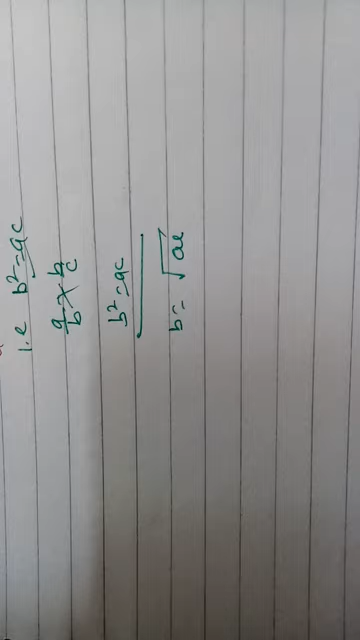 i.e b²=ac
a/b × b/c
b²=ac
b= √ac